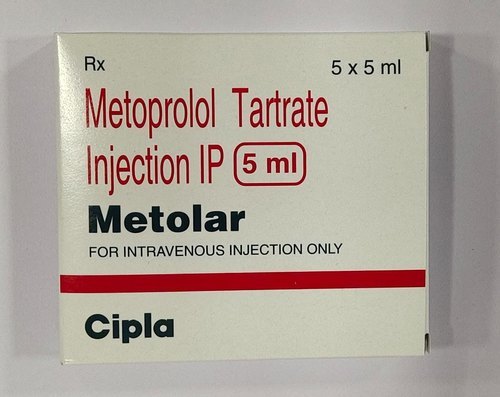 Rx 5 x 5 ml
Metoprolol Tartrate
Injection IP 5 ml
Metolar
FOR INTRAVENOUS INJECTION ONLY
Cipla